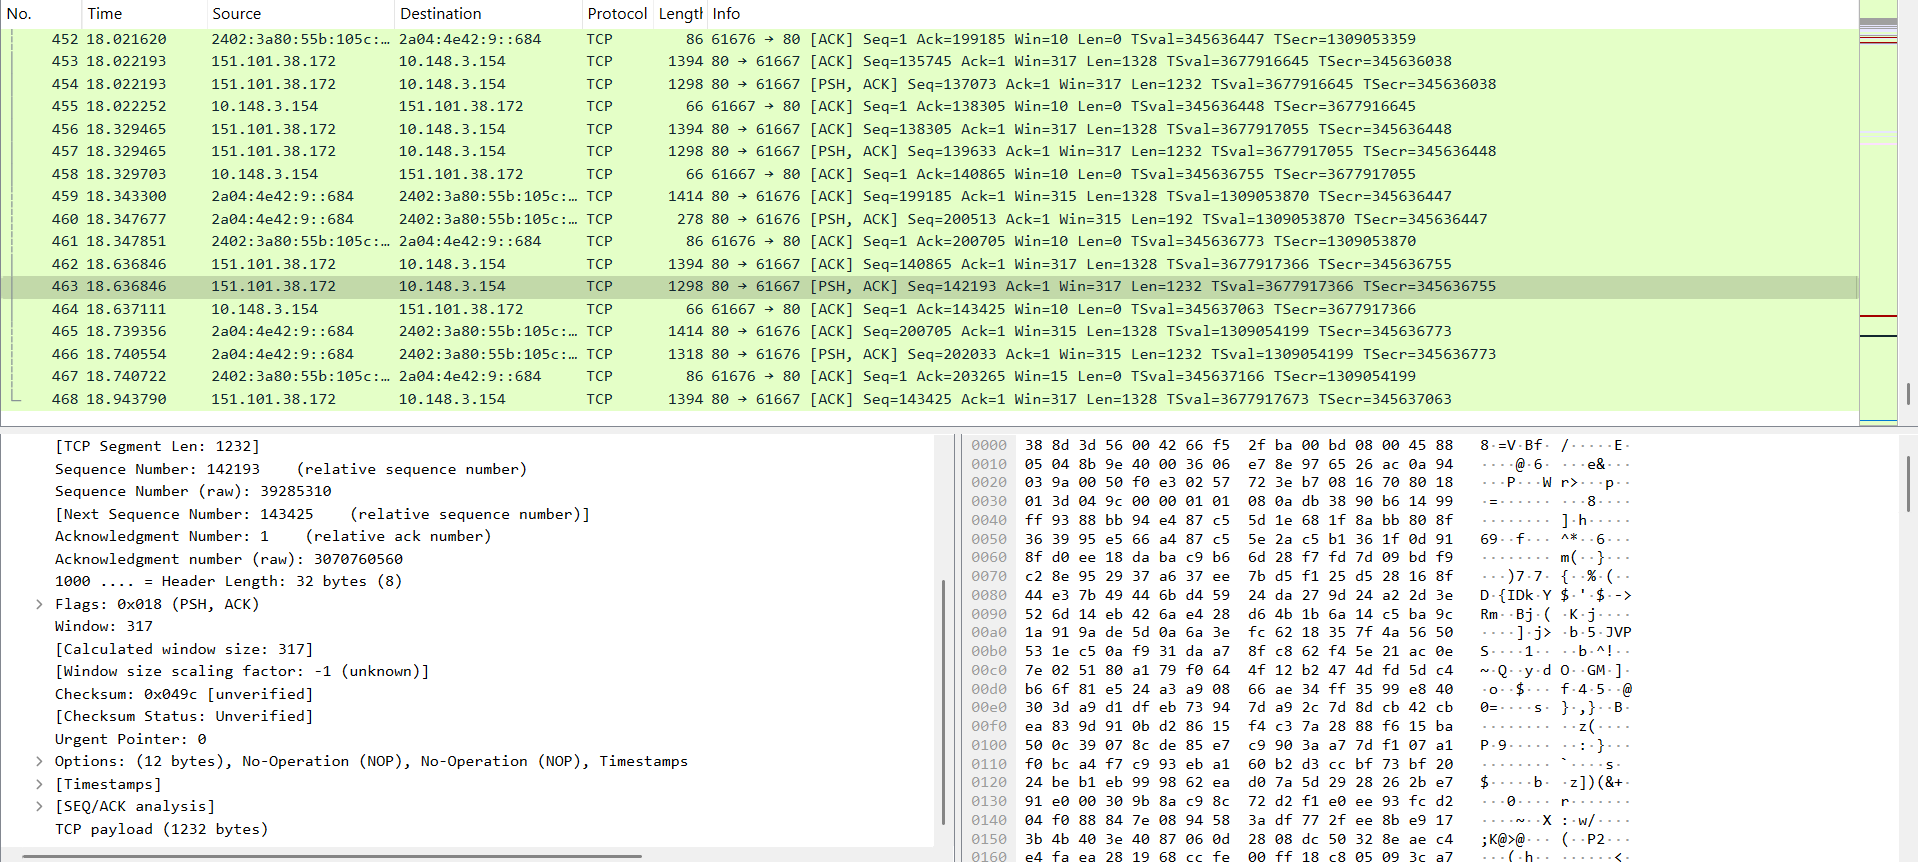 No. Time Source Destination Protocol Length Info
452 18.021620 2402:3a80:55b:105c:… 2a04:4e42:9::684 TCP 86 61676 → 80 [ACK] Seq=1 Ack=199185 Win=10 Len=0 TSval=345636447 TSecr=1309053359
453 18.022193 151.101.38.172 10.148.3.154 TCP 1394 80 → 61667 [ACK] Seq=135745 Ack=1 Win=317 Len=1328 TSval=3677916645 TSecr=345636038
454 18.022193 151.101.38.172 10.148.3.154 TCP 1298 80 → 61667 [PSH, ACK] Seq=137073 Ack=1 Win=317 Len=1232 TSval=3677916645 TSecr=345636038
455 18.022252 10.148.3.154 151.101.38.172 TCP 66 61667 → 80 [ACK] Seq=1 Ack=138305 Win=10 Len=0 TSval=345636448 TSecr=3677916645
456 18.329465 151.101.38.172 10.148.3.154 TCP 1394 80 → 61667 [ACK] Seq=138305 Ack=1 Win=317 Len=1328 TSval=3677917055 TSecr=345636448
457 18.329465 151.101.38.172 10.148.3.154 TCP 1298 80 → 61667 [PSH, ACK] Seq=139633 Ack=1 Win=317 Len=1232 TSval=3677917055 TSecr=345636448
458 18.329703 10.148.3.154 151.101.38.172 TCP 66 61667 → 80 [ACK] Seq=1 Ack=140865 Win=10 Len=0 TSval=345636755 TSecr=3677917055
459 18.343300 2a04:4e42:9::684 2402:3a80:55b:105c:… TCP 1414 80 → 61676 [ACK] Seq=199185 Ack=1 Win=315 Len=1328 TSval=1309053870 TSecr=345636447
460 18.347677 2a04:4e42:9::684 2402:3a80:55b:105c:… TCP 278 80 → 61676 [PSH, ACK] Seq=200513 Ack=1 Win=315 Len=192 TSval=1309053870 TSecr=345636447
461 18.347851 2402:3a80:55b:105c:… 2a04:4e42:9::684 TCP 86 61676 → 80 [ACK] Seq=1 Ack=200705 Win=10 Len=0 TSval=345636773 TSecr=1309053870
462 18.636846 151.101.38.172 10.148.3.154 TCP 1394 80 → 61667 [ACK] Seq=140865 Ack=1 Win=317 Len=1328 TSval=3677917366 TSecr=345636755
463 18.636846 151.101.38.172 10.148.3.154 TCP 1298 80 → 61667 [PSH, ACK] Seq=142193 Ack=1 Win=317 Len=1232 TSval=3677917366 TSecr=345636755
464 18.637111 10.148.3.154 151.101.38.172 TCP 66 61667 → 80 [ACK] Seq=1 Ack=143425 Win=10 Len=0 TSval=345637063 TSecr=3677917366
465 18.739356 2a04:4e42:9::684 2402:3a80:55b:105c:… TCP 1414 80 → 61676 [ACK] Seq=200705 Ack=1 Win=315 Len=1328 TSval=1309054199 TSecr=345636773
466 18.740554 2a04:4e42:9::684 2402:3a80:55b:105c:… TCP 1318 80 → 61676 [PSH, ACK] Seq=202033 Ack=1 Win=315 Len=1232 TSval=1309054199 TSecr=345636773
467 18.740722 2402:3a80:55b:105c:… 2a04:4e42:9::684 TCP 86 61676 → 80 [ACK] Seq=1 Ack=203265 Win=15 Len=0 TSval=345637166 TSecr=1309054199
468 18.943790 151.101.38.172 10.148.3.154 TCP 1394 80 → 61667 [ACK] Seq=143425 Ack=1 Win=317 Len=1328 TSval=3677917673 TSecr=345637063
[TCP Segment Len: 1232]
Sequence Number: 142193 (relative sequence number)
Sequence Number (raw): 39285310
[Next Sequence Number: 143425 (relative sequence number)]
Acknowledgment Number: 1 (relative ack number)
Acknowledgment number (raw): 3070760560
1000 .... = Header Length: 32 bytes (8)
Flags: 0x018 (PSH, ACK)
Window: 317
[Calculated window size: 317]
[Window size scaling factor: -1 (unknown)]
Checksum: 0x049c [unverified]
[Checksum Status: Unverified]
Urgent Pointer: 0
Options: (12 bytes), No-Operation (NOP), No-Operation (NOP), Timestamps
[Timestamps]
[SEQ/ACK analysis]
TCP payload (1232 bytes)
0000 38 8d 3d 56 00 42 66 f5 2f ba 00 bd 08 00 45 88 8·=V·Bf· /·····E·
0010 05 04 8b 9e 40 00 36 06 e7 8e 97 65 26 ac 0a 94 ····@·6· ···e&···
0020 03 9a 00 50 f0 e3 02 57 72 3e b7 08 16 70 80 18 ···P···W r>···p··
0030 01 3d 04 9c 00 00 01 01 08 0a db 38 90 b6 14 99 ·=······ ···8····
0040 ff 93 88 bb 94 e4 87 c5 5d 1e 68 1f 8a bb 80 8f ········ ]·h·····
0050 36 39 95 e5 66 a4 87 c5 5e 2a c5 b1 36 1f 0d 91 69··f··· ^*··6···
0060 8f d0 ee 18 da ba c9 b6 6d 28 f7 fd 7d 09 bd f9 ········ m(··}···
0070 c2 8e 95 29 37 a6 37 ee 7b d5 f1 25 d5 28 16 8f ···)7·7· {··%·(··
0080 44 e3 7b 49 44 6b d4 59 24 da 27 9d 24 a2 2d 3e D·{IDk·Y $·'·$·->
0090 52 6d 14 eb 42 6a e4 28 d6 4b 1b 6a 14 c5 ba 9c Rm··Bj·( ·K·j····
00a0 1a 91 9a de 5d 0a 6a 3e fc 62 18 35 7f 4a 56 50 ····]·j> ·b·5·JVP
00b0 53 1e c5 0a f9 31 da a7 8f c8 62 f4 5e 21 ac 0e S····1·· ··b·^!··
00c0 7e 02 51 80 a1 79 f0 64 4f 12 b2 47 4d fd 5d c4 ~·Q··y·d O··GM·]·
00d0 b6 6f 81 e5 24 a3 a9 08 66 ae 34 ff 35 99 e8 40 ·o··$··· f·4·5··@
00e0 30 3d a9 d1 df eb 73 94 7d a9 2c 7d 8d cb 42 cb 0=····s· }·,}··B·
00f0 ea 83 9d 91 0b d2 86 15 f4 c3 7a 28 88 f6 15 ba ········ ··z(····
0100 50 0c 39 07 8c de 85 e7 c9 90 3a a7 7d f1 07 a1 P·9····· ··:·}···
0110 f0 bc a4 f7 c9 93 eb a1 60 b2 d3 cc bf 73 bf 20 ········ `····s·
0120 24 be b1 eb 99 98 62 ea d0 7a 5d 29 28 26 2b e7 $·····b· ·z])(&+·
0130 91 e0 00 30 9b 8a c9 8c 72 d2 f1 e0 ee 93 fc d2 ···0···· r·······
0140 04 f0 88 84 7e 08 94 58 3a df 77 2f ee 8b e9 17 ····~··X :·w/····
0150 3b 4b 40 3e 40 87 06 0d 28 08 dc 50 32 8e ae c4 ;K@>@··· (··P2···
0160 e4 fa ea 28 19 68 cc fe 00 ff 18 c8 05 09 3c a7 ···(·h·· ······<·